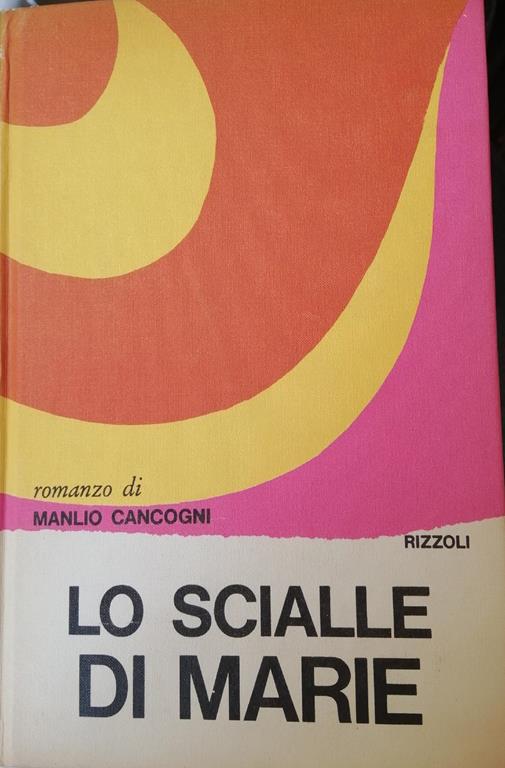 romanzo di
MANLIO CANCOGNI
RIZZOLI
LO SCIALLE
DI MARIE